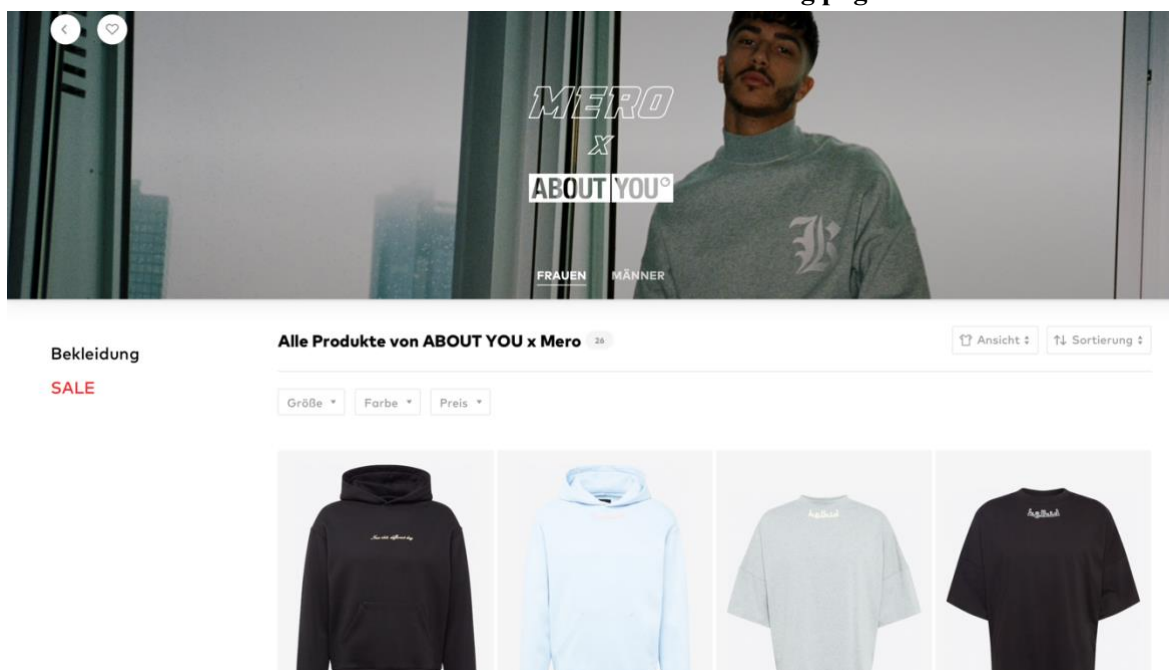 MERO
X
ABOUT YOU°
FRAUEN MÄNNER
Bekleidung
SALE
Alle Produkte von ABOUT YOU x Mero 26
Ansicht
Sortierung
Größe Farbe Preis